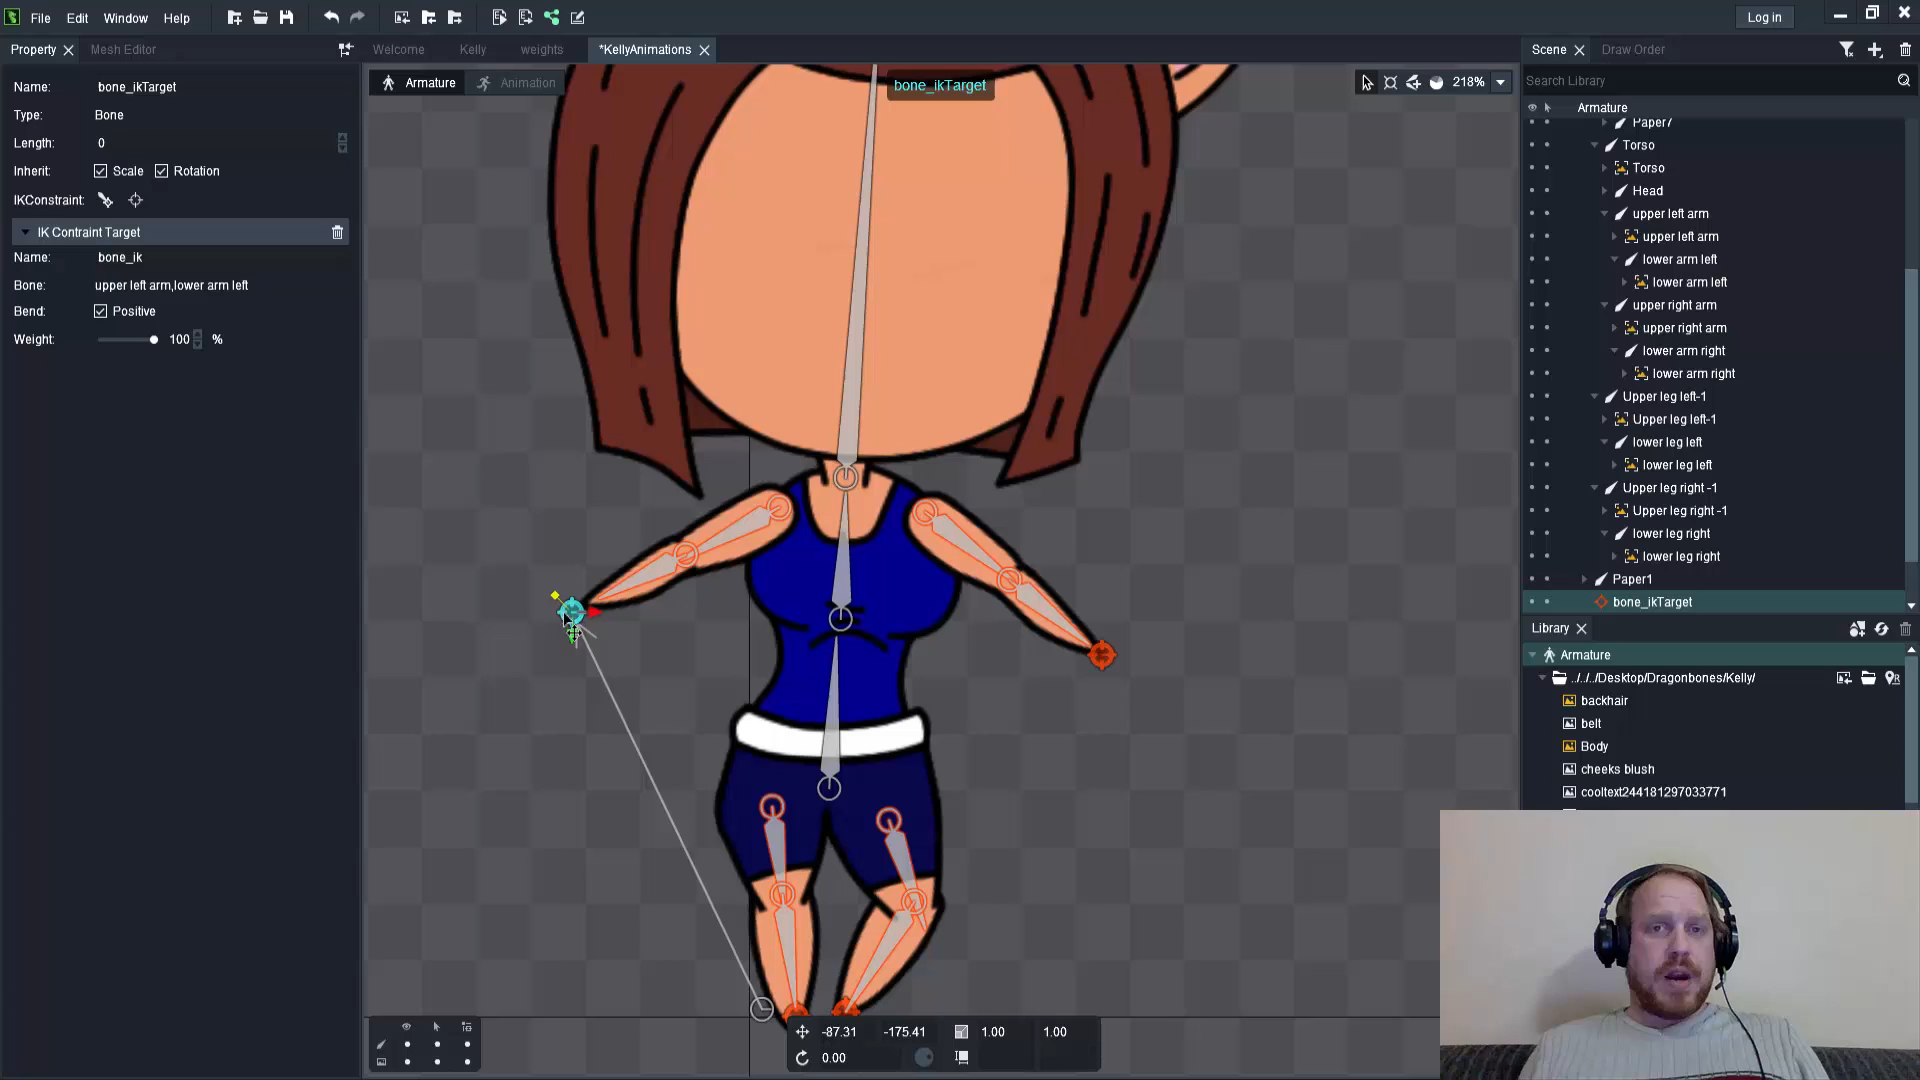 File Edit Window Help
Log in
Property
Mesh Editor
Welcome
Kelly
weights
*KellyAnimations
Scene
Draw Order
Name: bone_ikTarget
Type: Bone
Length: 0
Inherit: Scale Rotation
IKConstraint:
IK Contraint Target
Name: bone_ik
Bone: upper left arm,lower arm left
Bend: Positive
Weight: 100 %
Armature
Animation
bone_ikTarget
218%
Search Library
Armature
Paper7
Torso
Torso
Head
upper left arm
upper left arm
lower arm left
lower arm left
upper right arm
upper right arm
lower arm right
lower arm right
Upper leg left-1
Upper leg left-1
lower leg left
lower leg left
Upper leg right -1
Upper leg right -1
lower leg right
lower leg right
Paper1
bone_ikTarget
Library
Armature
../../../Desktop/Dragonbones/Kelly/
backhair
belt
Body
cheeks blush
cooltext244181297033771
-87.31 -175.41 1.00 1.00
0.00